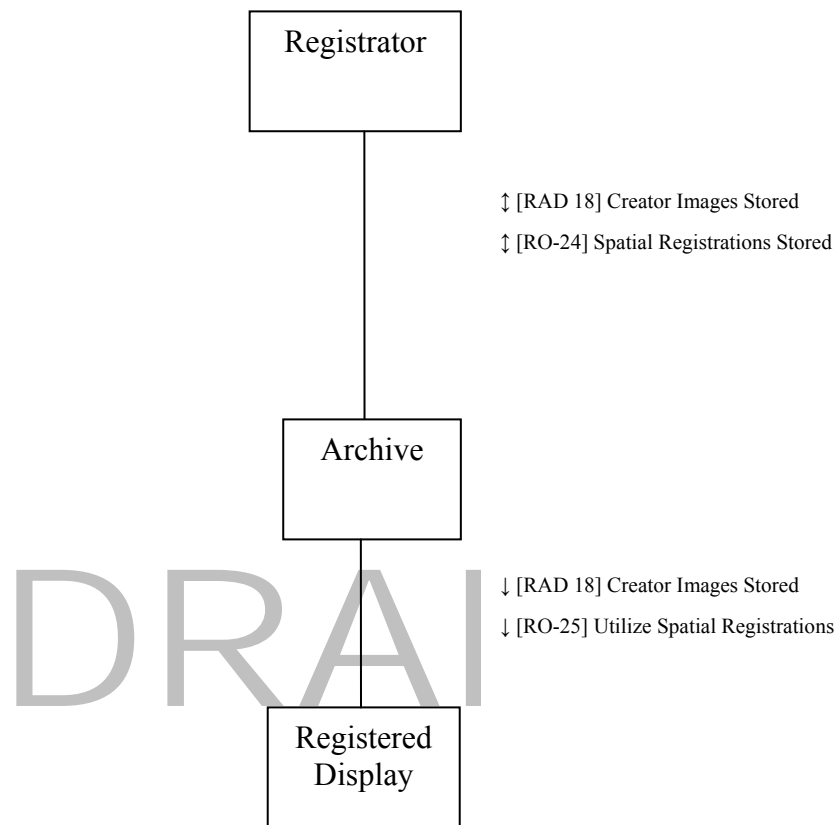 Registrator
↕ [RAD 18] Creator Images Stored
↕ [RO-24] Spatial Registrations Stored
Archive
↓ [RAD 18] Creator Images Stored
↓ [RO-25] Utilize Spatial Registrations
Registered
Display